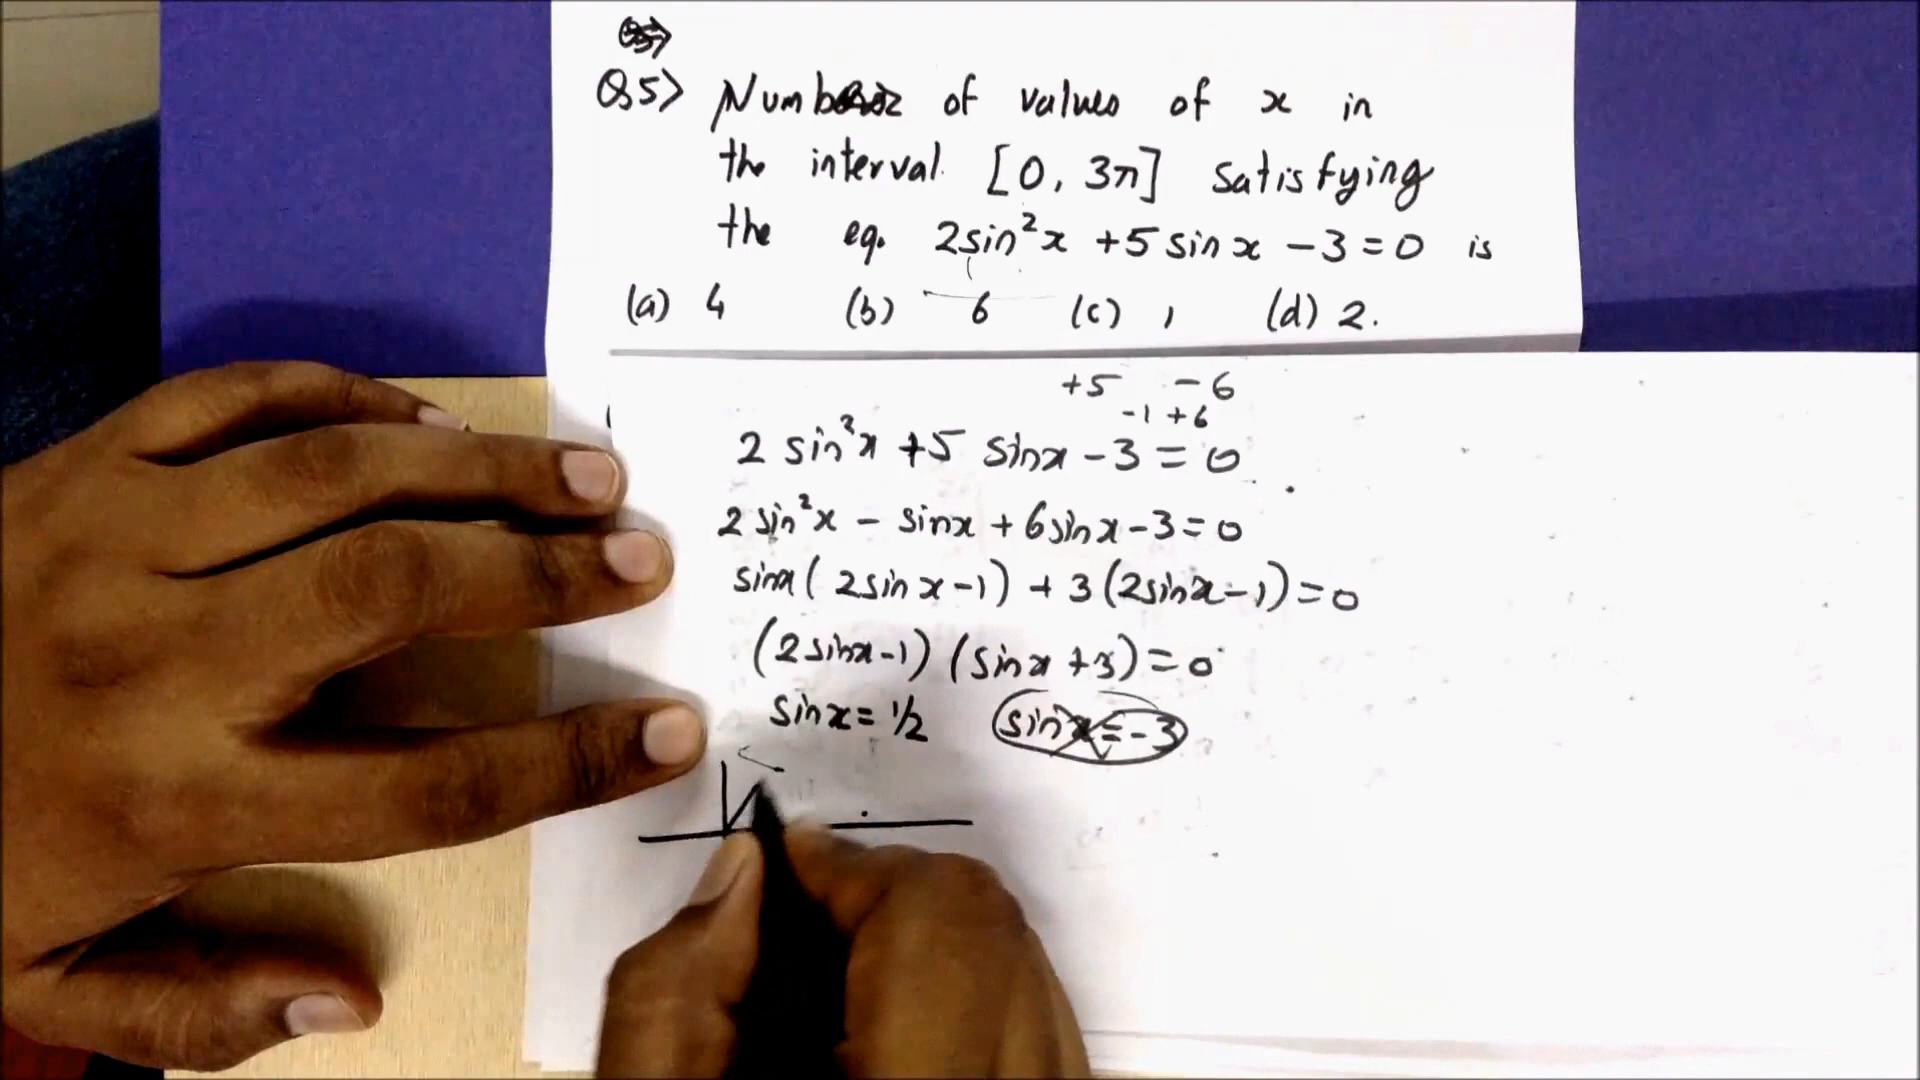 Q5> Number of values of x in
the interval [0, 3π] satisfying
the eq. 2sin²x +5 sinx -3 = 0 is
(a) 4 (b) 6 (c) 1 (d) 2.
+5 -6
-1 +6
2 sin²x +5 sinx -3 = 0
2 sin²x - sinx + 6sinx -3 = 0
sinx(2sinx-1) + 3(2sinx-1) = 0
(2sinx-1) (sinx+3) = 0
sinx = 1/2 sinx = -3